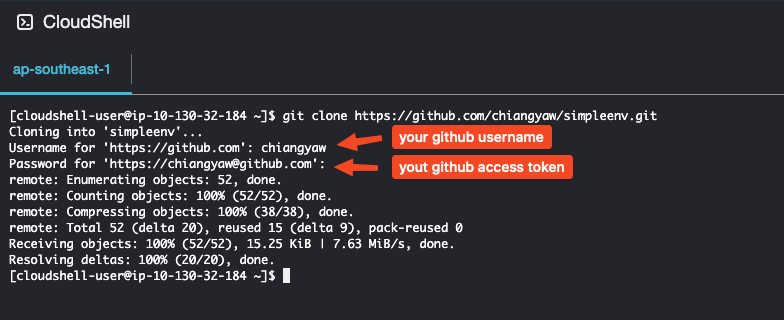 CloudShell
ap-southeast-1
[cloudshell-user@ip-10-130-32-184 ~]$ git clone https://github.com/chiangyaw/simpleenv.git
Cloning into 'simpleenv'...
Username for 'https://github.com': chiangyaw
your github username
Password for 'https://chiangyaw@github.com':
yout github access token
remote: Enumerating objects: 52, done.
remote: Counting objects: 100% (52/52), done.
remote: Compressing objects: 100% (38/38), done.
remote: Total 52 (delta 20), reused 15 (delta 9), pack-reused 0
Receiving objects: 100% (52/52), 15.25 KiB | 7.63 MiB/s, done.
Resolving deltas: 100% (20/20), done.
[cloudshell-user@ip-10-130-32-184 ~]$